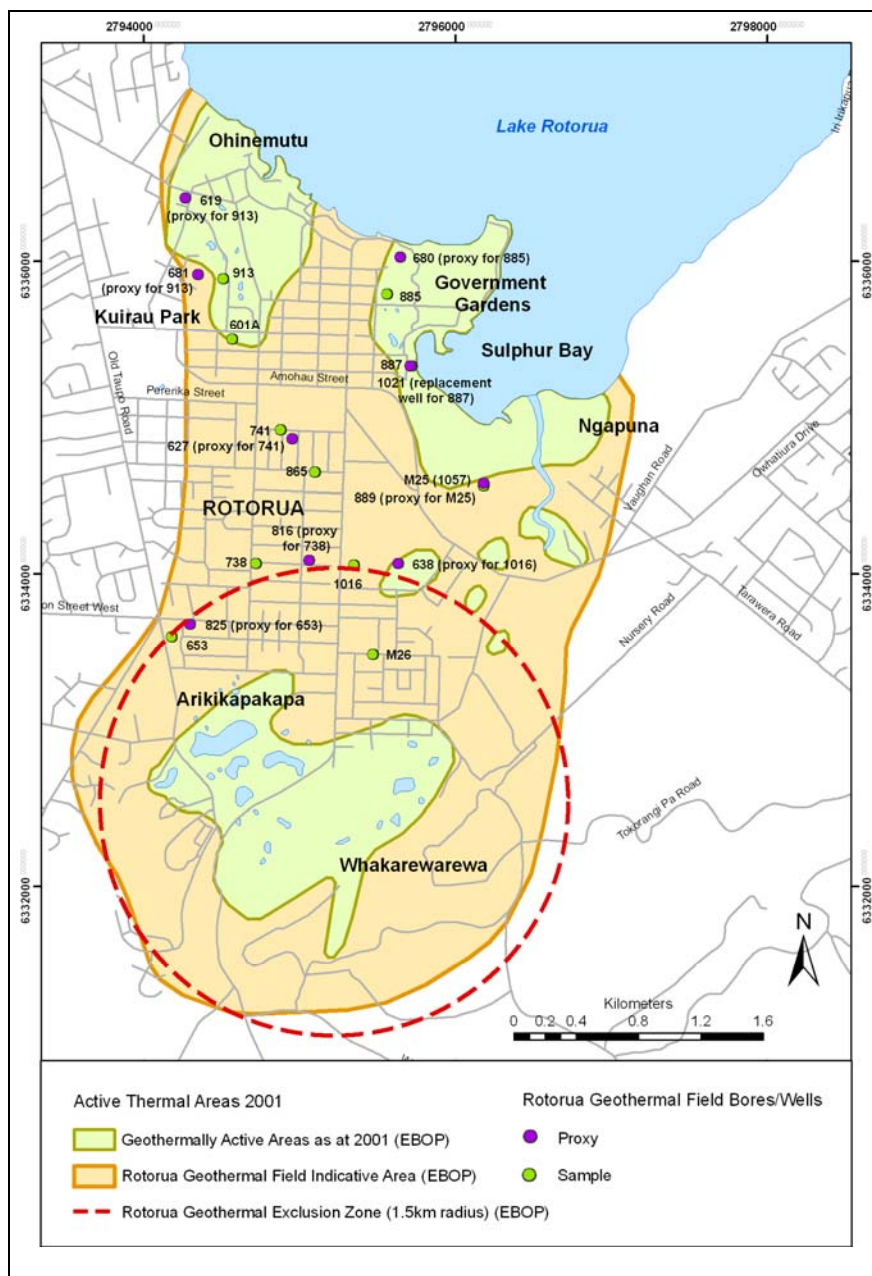 2794000
2796000
2798000
Lake Rotorua
Ohinemutu
619
(proxy for 913)
680 (proxy for 885)
6336000
6336000
681
(proxy for 913)
913
Government
Gardens
885
Kuirau Park
601A
Sulphur Bay
887
1021 (replacement
well for 887)
Amohau Street
Pererika Street
Old Taupo Road
Ngapuna
741
627 (proxy for 741)
865
M25 (1057)
889 (proxy for M25)
Vaughan Road
Owhatiura Drive
ROTORUA
816 (proxy
for 738)
738
1016
638 (proxy for 1016)
6334000
6334000
on Street West
825 (proxy for 653)
653
M26
Nursery Road
Tarawera Road
Arikikapakapa
Tokorangi Pa Road
Whakarewarewa
6332000
6332000
N
Kilometers
0 0.2 0.4 0.8 1.2 1.6
Active Thermal Areas 2001
Geothermally Active Areas as at 2001 (EBOP)
Rotorua Geothermal Field Indicative Area (EBOP)
Rotorua Geothermal Exclusion Zone (1.5km radius) (EBOP)
Rotorua Geothermal Field Bores/Wells
Proxy
Sample